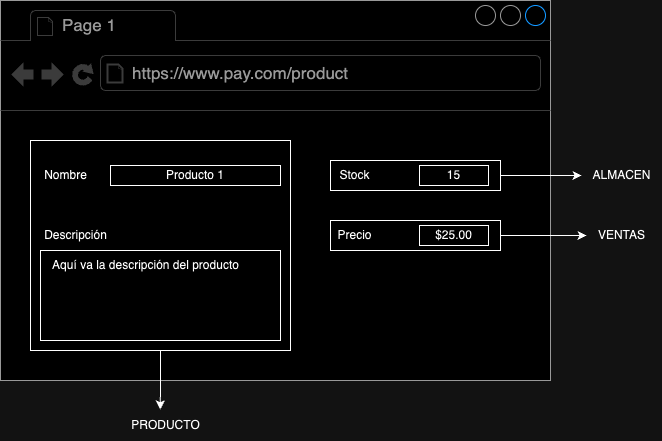 Page 1
https://www.pay.com/product
Nombre
Producto 1
Descripción
Aquí va la descripción del producto
Stock
15
ALMACEN
Precio
$25.00
VENTAS
PRODUCTO